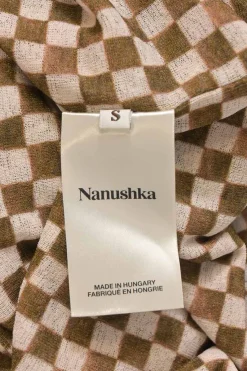 S
Nanushka
MADE IN HUNGARY
FABRIQUÉ EN HONGRIE